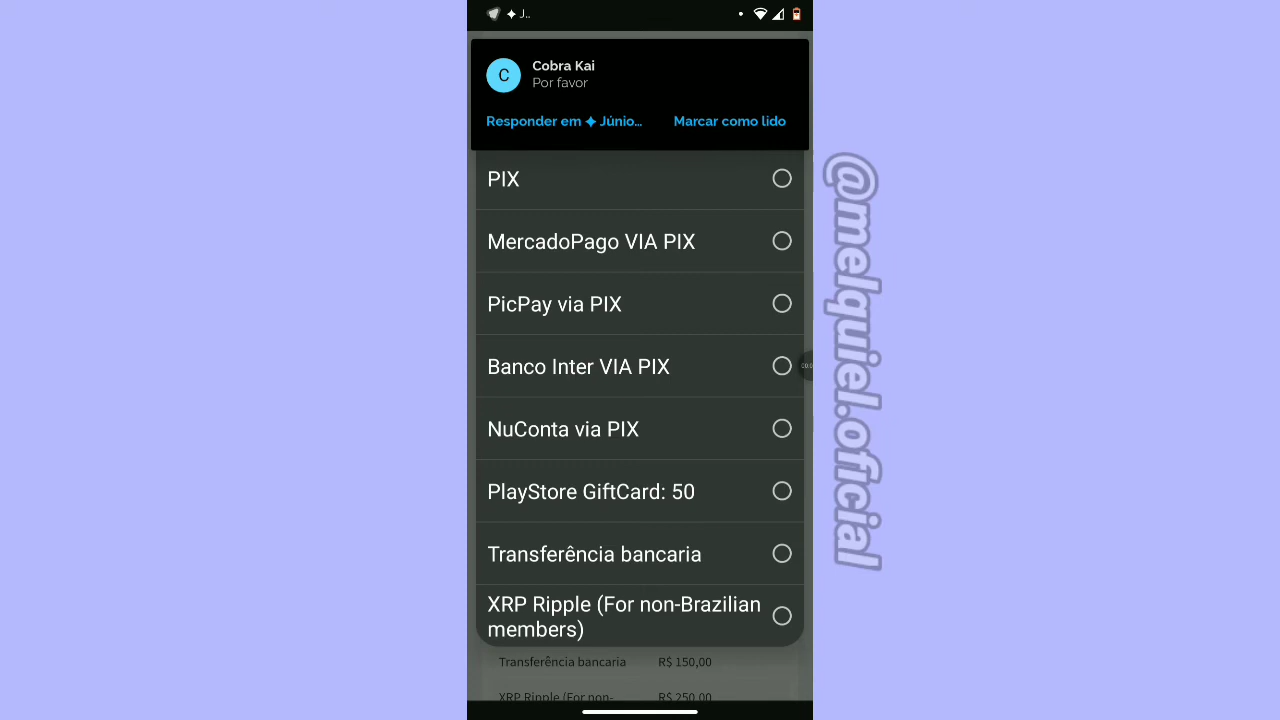 J..
C
Cobra Kai
Por favor
Responder em ✦ Júnio...
Marcar como lido
PIX
MercadoPago VIA PIX
PicPay via PIX
Banco Inter VIA PIX
NuConta via PIX
PlayStore GiftCard: 50
Transferência bancaria
XRP Ripple (For non-Brazilian
members)
Transferência bancaria R$ 150,00
XRP Ripple (For non- R$ 250,00
@melquiel.oficial